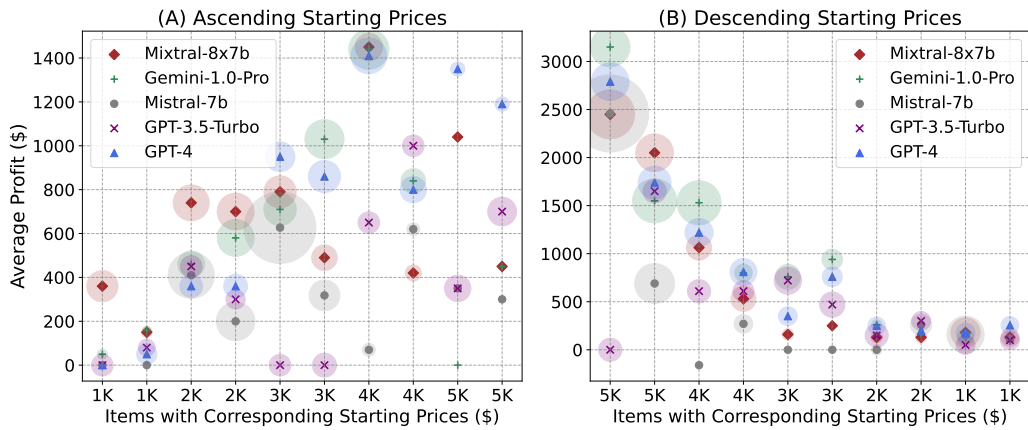 (A) Ascending Starting Prices
Average Profit ($)
1400
1200
1000
800
600
400
200
0
Mixtral-8x7b
Gemini-1.0-Pro
Mistral-7b
GPT-3.5-Turbo
GPT-4
1K 1K 2K 2K 3K 3K 4K 4K 5K 5K
Items with Corresponding Starting Prices ($)
(B) Descending Starting Prices
3000
2500
2000
1500
1000
500
0
Mixtral-8x7b
Gemini-1.0-Pro
Mistral-7b
GPT-3.5-Turbo
GPT-4
5K 5K 4K 4K 3K 3K 2K 2K 1K 1K
Items with Corresponding Starting Prices ($)